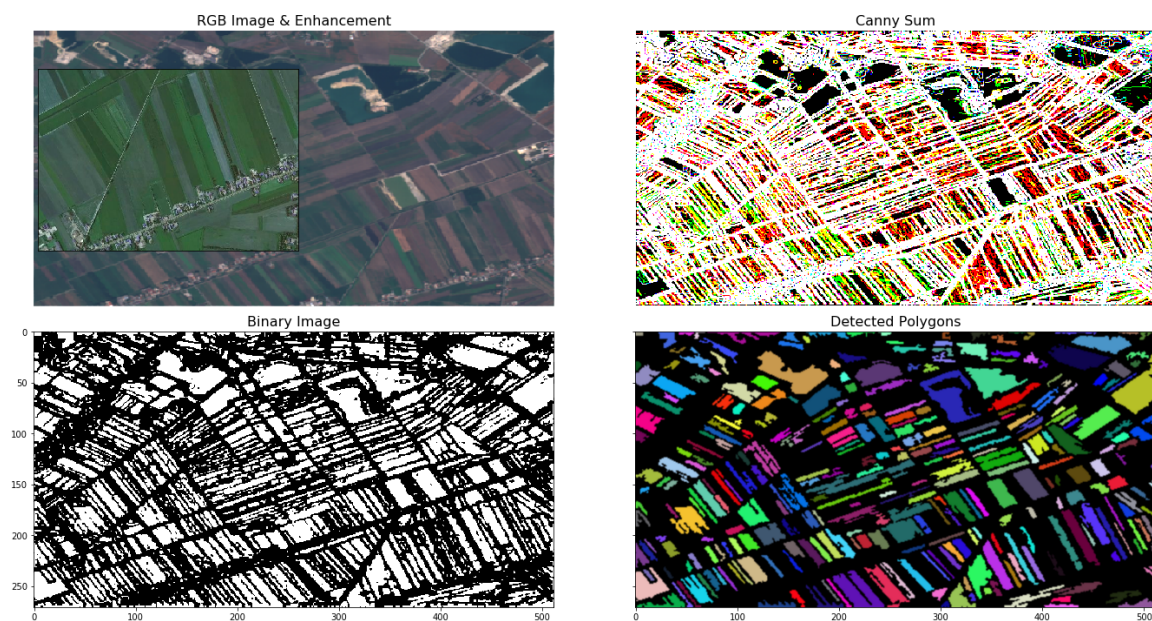 RGB Image & Enhancement
Canny Sum
Binary Image
Detected Polygons
0
50
100
150
200
250
0 100 200 300 400 500
0 100 200 300 400 500